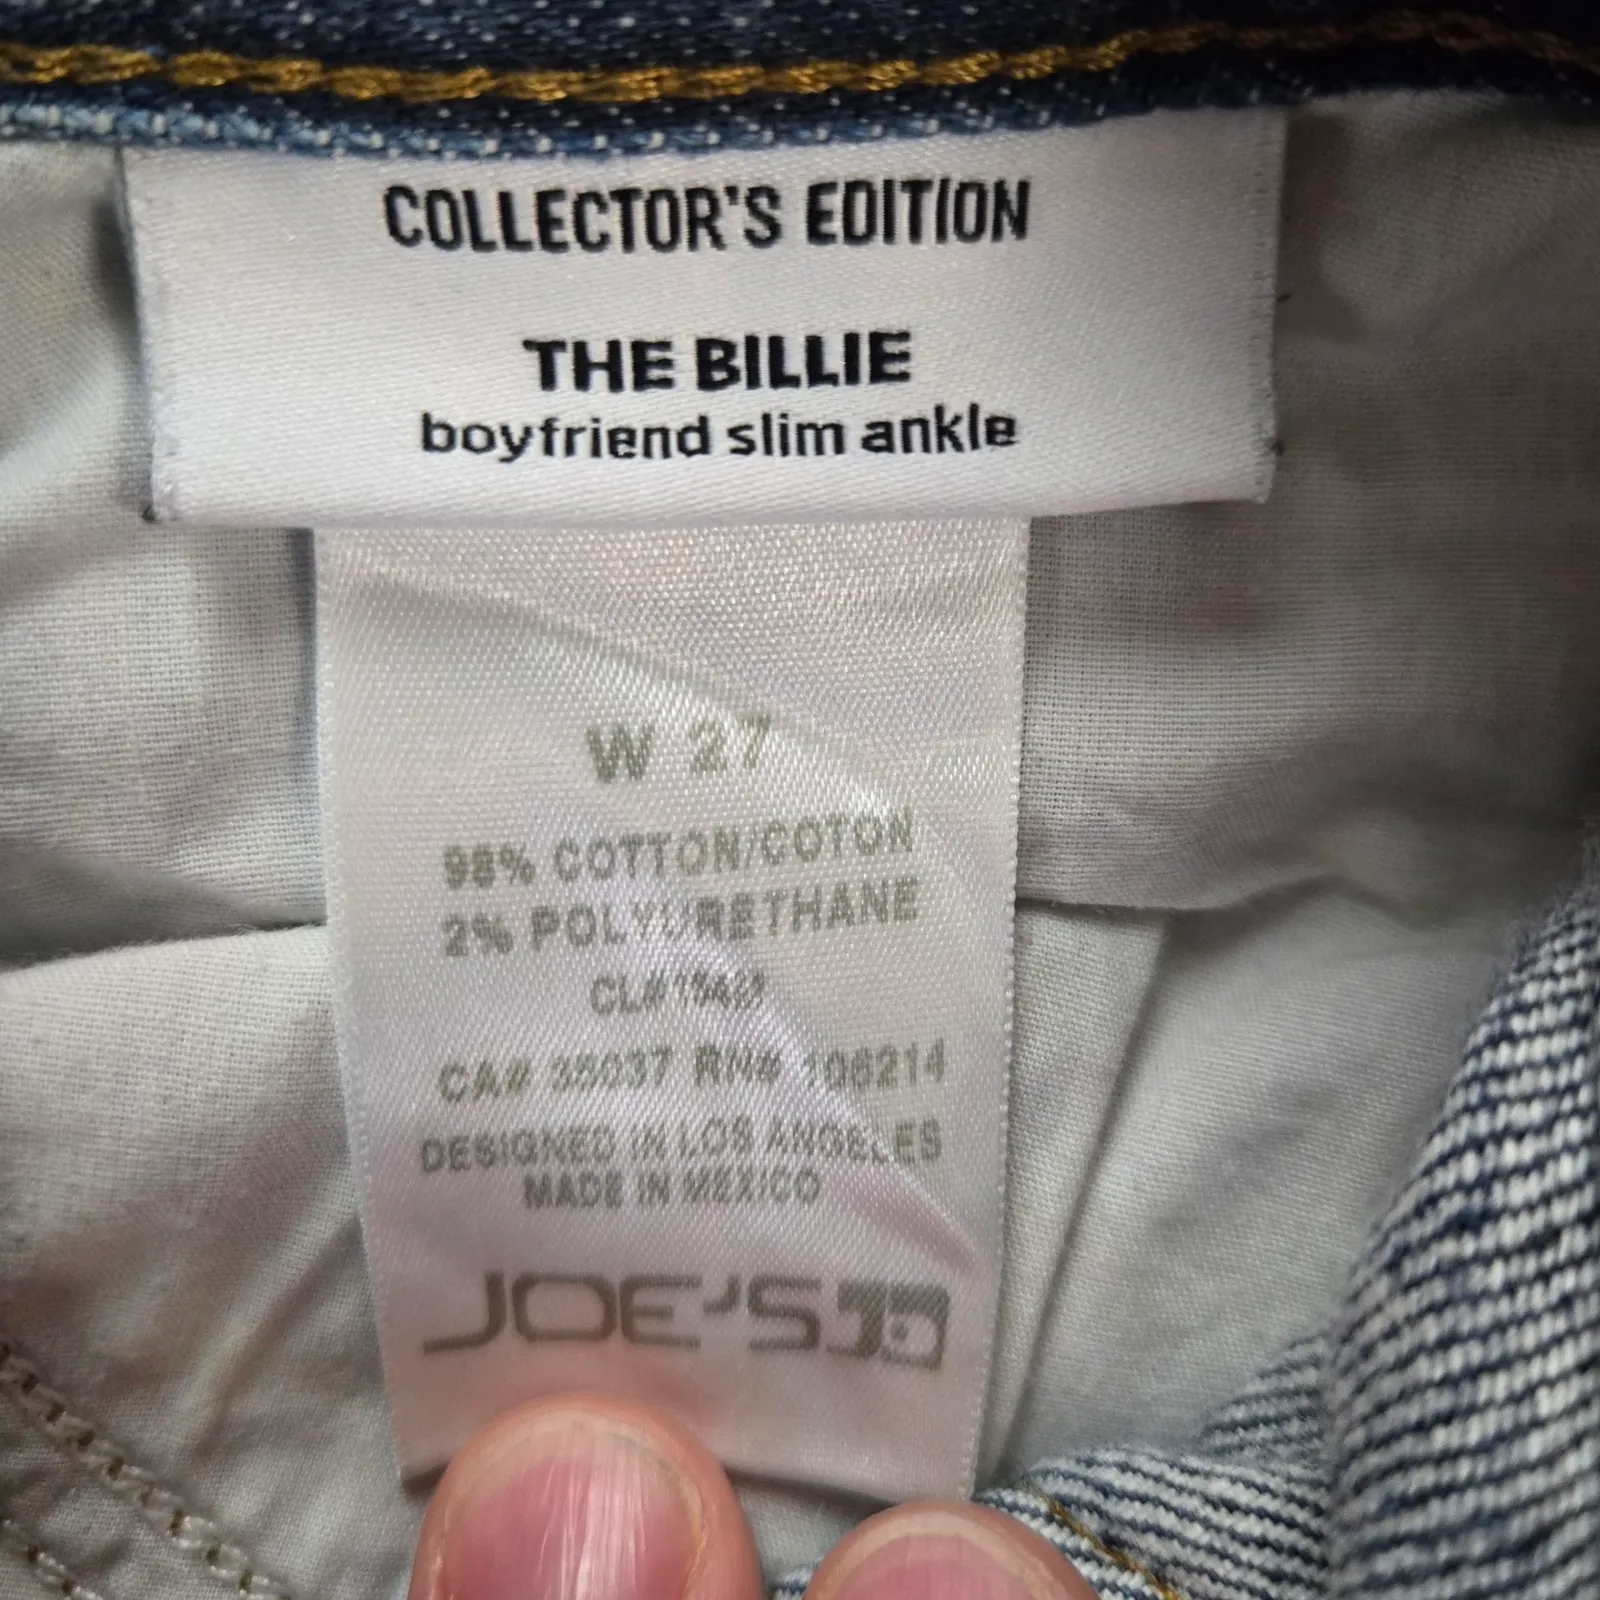 COLLECTOR'S EDITION
THE BILLIE
boyfriend slim ankle
W 27
98% COTTON/COTON
2% POLYURETHANE
CA# 35037 RN# 106214
DESIGNED IN LOS ANGELES
MADE IN MEXICO
JOE'S